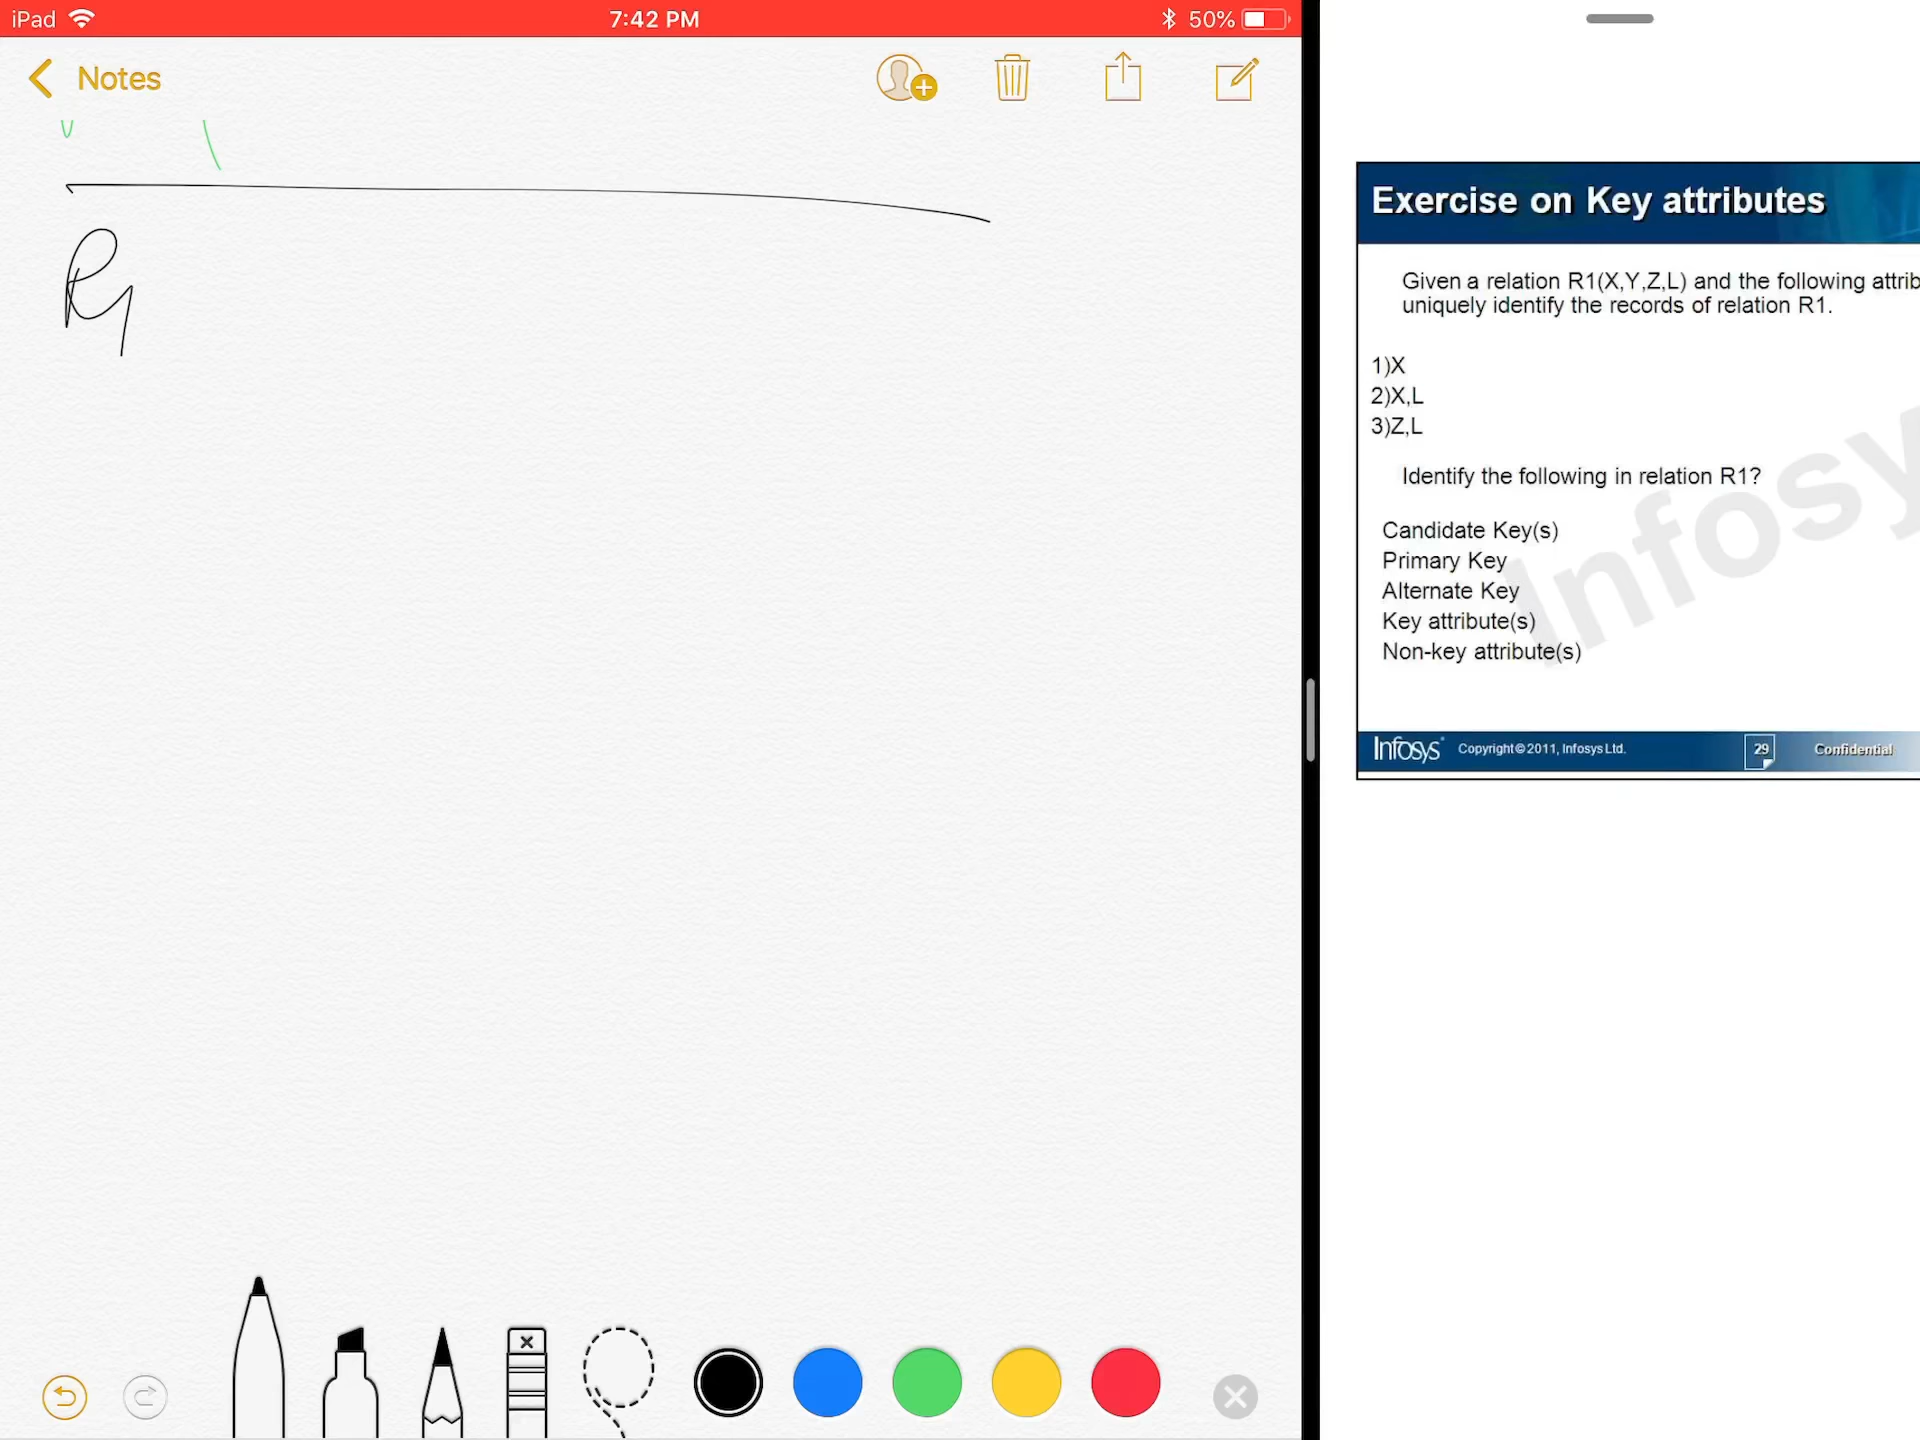 iPad 7:42 PM 50%
Notes
R1
Exercise on Key attributes
Given a relation R1(X,Y,Z,L) and the following
uniquely identify the records of relation R1.
1)X
2)X,L
3)Z,L
Identify the following in relation R1?
Candidate Key(s)
Primary Key
Alternate Key
Key attribute(s)
Non-key attribute(s)
Infosys Copyright©2011, Infosys Ltd. 29 Confidential